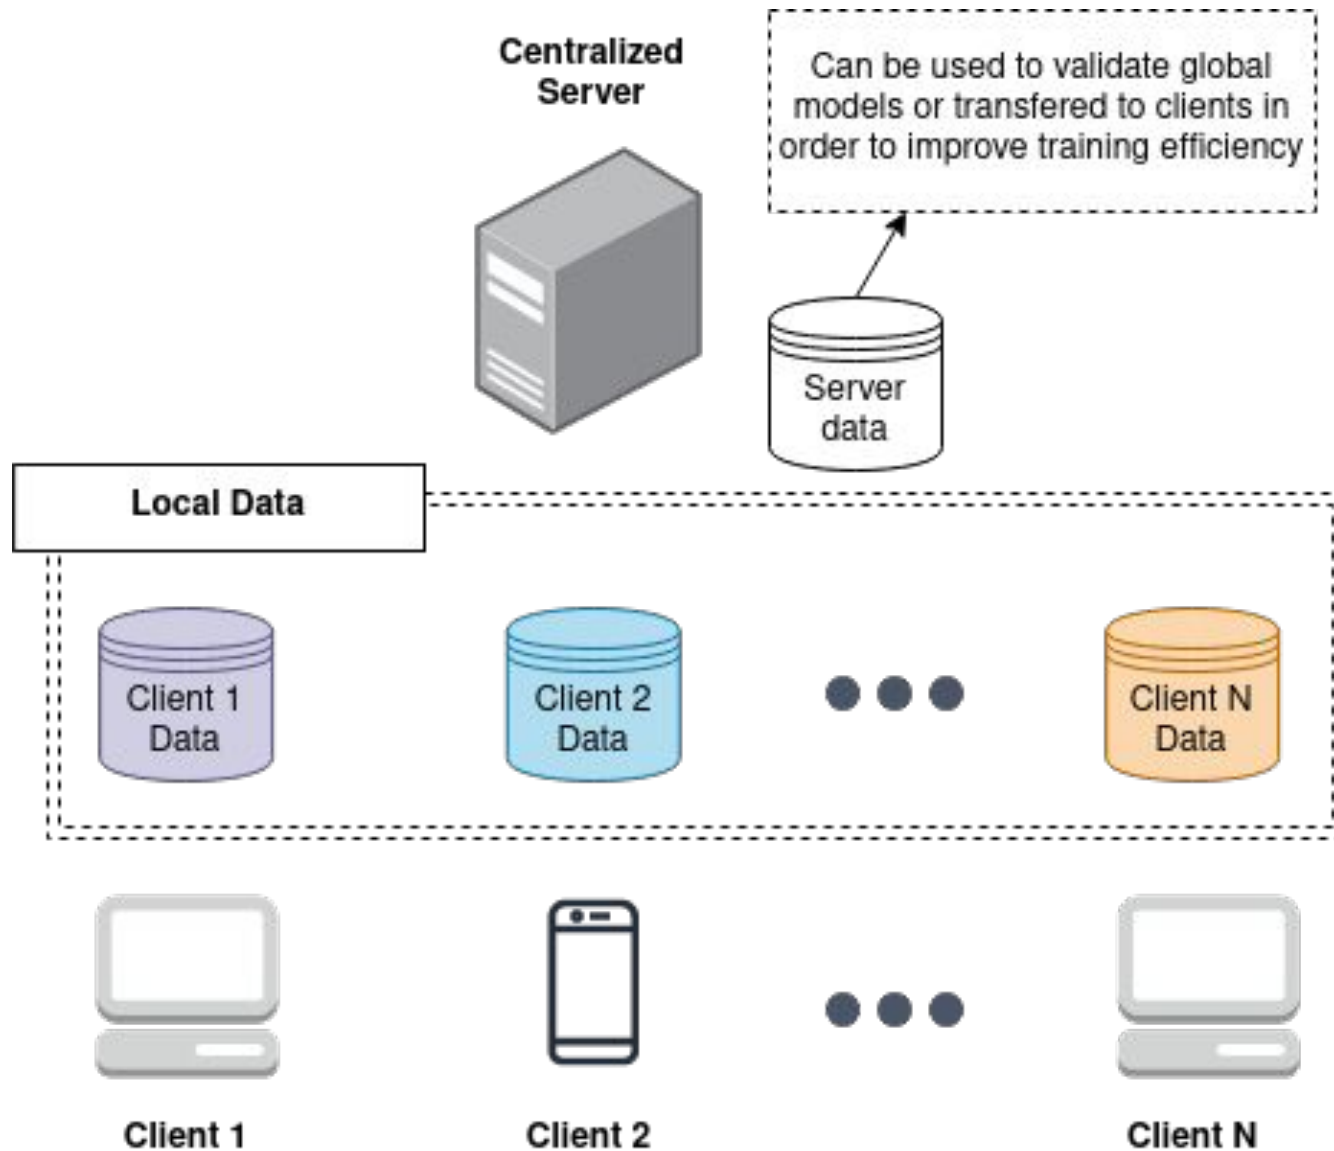 Centralized
Server
Can be used to validate global
models or transfered to clients in
order to improve training efficiency
Server
data
Local Data
Client 1
Data
Client 2
Data
Client N
Data
Client 1
Client 2
Client N